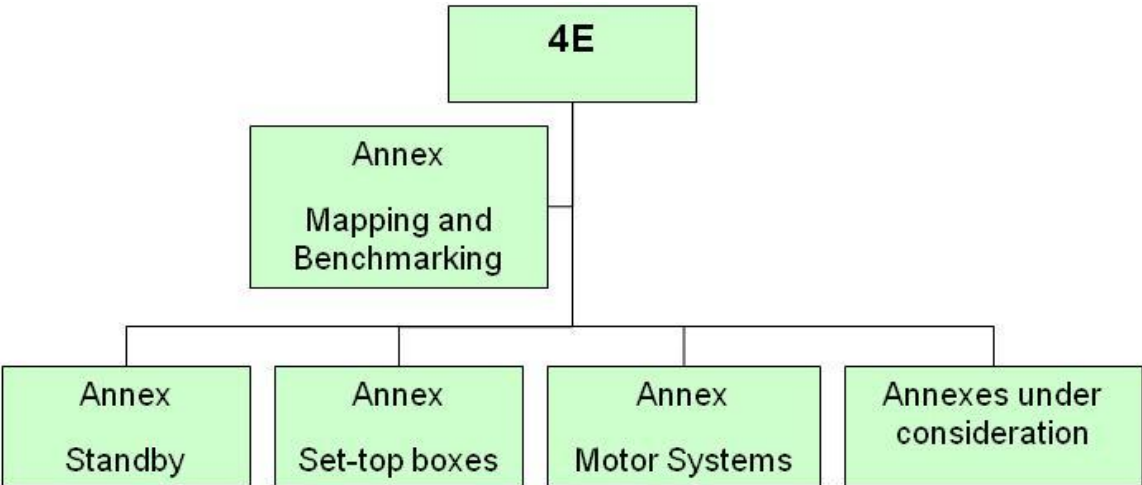 4E
Annex
Mapping and
Benchmarking
Annex
Standby
Annex
Set-top boxes
Annex
Motor Systems
Annexes under
consideration